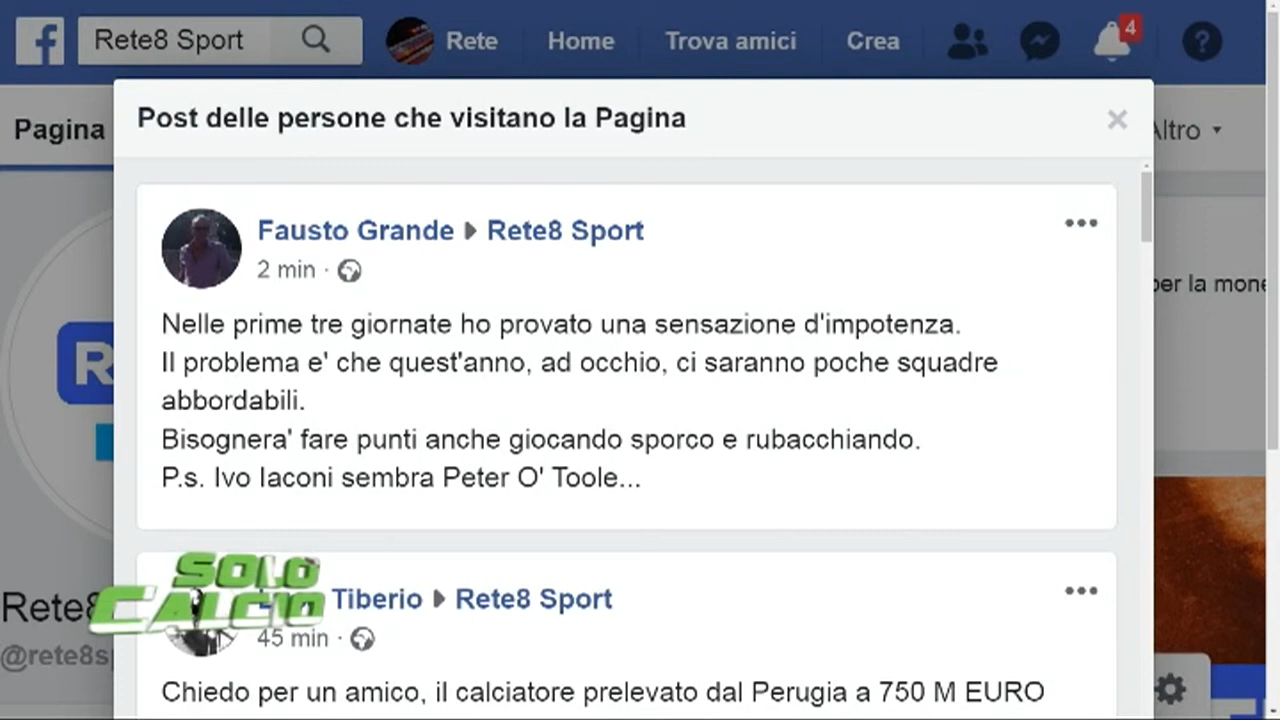 Rete8 Sport
Rete
Home
Trova amici
Crea
4
?
Pagina
Post delle persone che visitano la Pagina
×
Altro
Fausto Grande Rete8 Sport
2 min ·
Nelle prime tre giornate ho provato una sensazione d'impotenza.
Il problema e' che quest'anno, ad occhio, ci saranno poche squadre
abbordabili.
Bisognera' fare punti anche giocando sporco e rubacchiando.
P.s. Ivo Iaconi sembra Peter O' Toole...
per la mone
R
SOLO
CALCIO
Tiberio Rete8 Sport
45 min ·
Rete8
@rete8sp
Chiedo per un amico, il calciatore prelevato dal Perugia a 750 M EURO